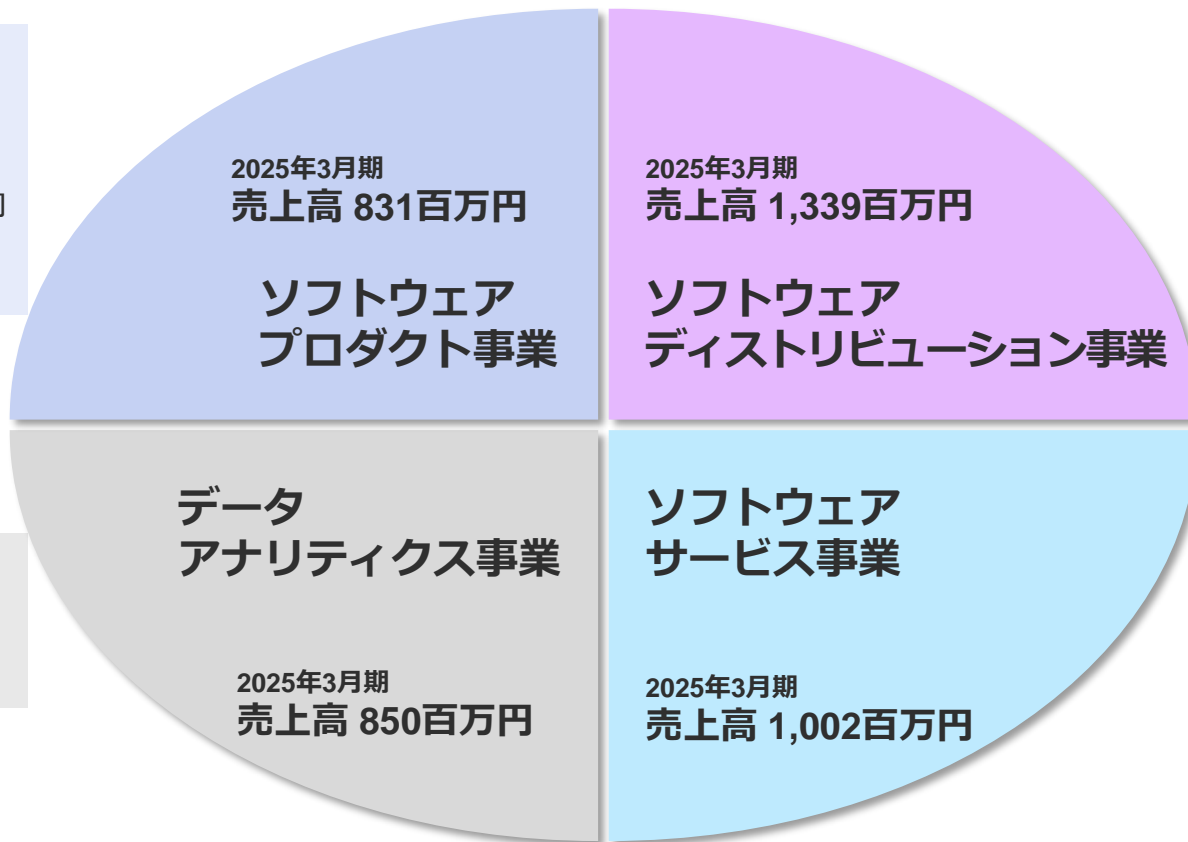 2025年3月期
売上高 831百万円
ソフトウェア
プロダクト事業
2025年3月期
売上高 1,339百万円
ソフトウェア
ディストリビューション事業
データ
アナリティクス事業
2025年3月期
売上高 850百万円
ソフトウェア
サービス事業
2025年3月期
売上高 1,002百万円